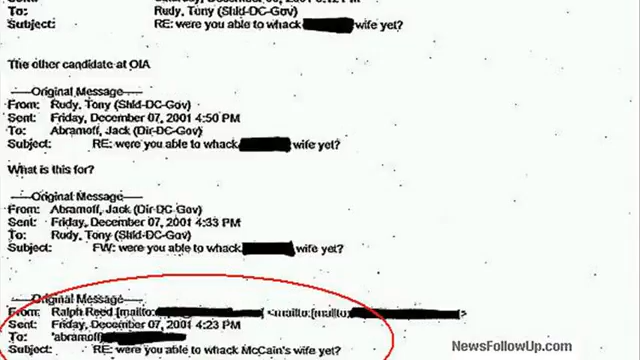 Rudy, Tony (Shld-DC-Gov)
Subject: RE: were you able to whack wife yet?
The other candidate at OIA
-----Original Message-----
From: Rudy, Tony (Shld-DC-Gov)
Sent: Friday, December 07, 2001 4:50 PM
To: Abramoff, Jack (Dir-DC-Gov)
Subject: RE: were you able to whack wife yet?
What is this for?
-----Original Message-----
From: Abramoff, Jack (Dir-DC-Gov)
Sent: Friday, December 07, 2001 4:33 PM
To: Rudy, Tony (Shld-DC-Gov)
Subject: FW: were you able to whack wife yet?
-----Original Message-----
From: Ralph Reed [mailto: <mailto:[mailto: >
Sent: Friday, December 07, 2001 4:23 PM
To: 'abramoff
Subject: RE: were you able to whack McCain's wife yet?
NewsFollowUp.com